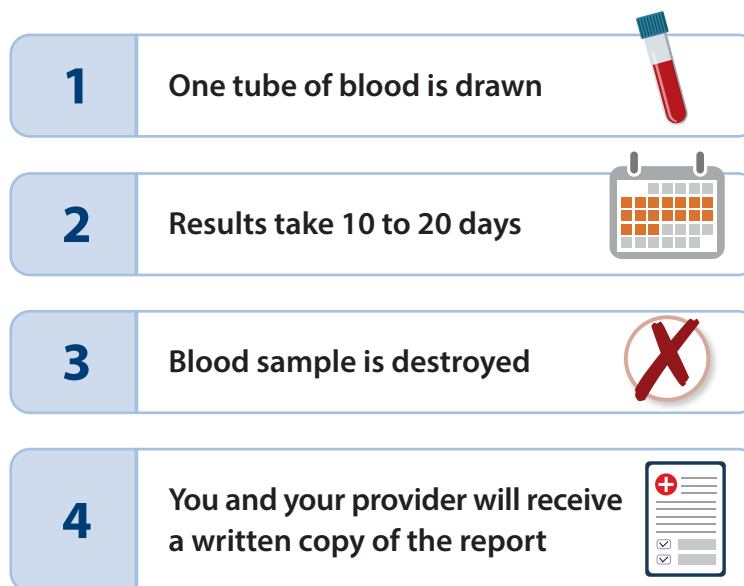 1
One tube of blood is drawn
2
Results take 10 to 20 days
3
Blood sample is destroyed
4
You and your provider will receive
a written copy of the report